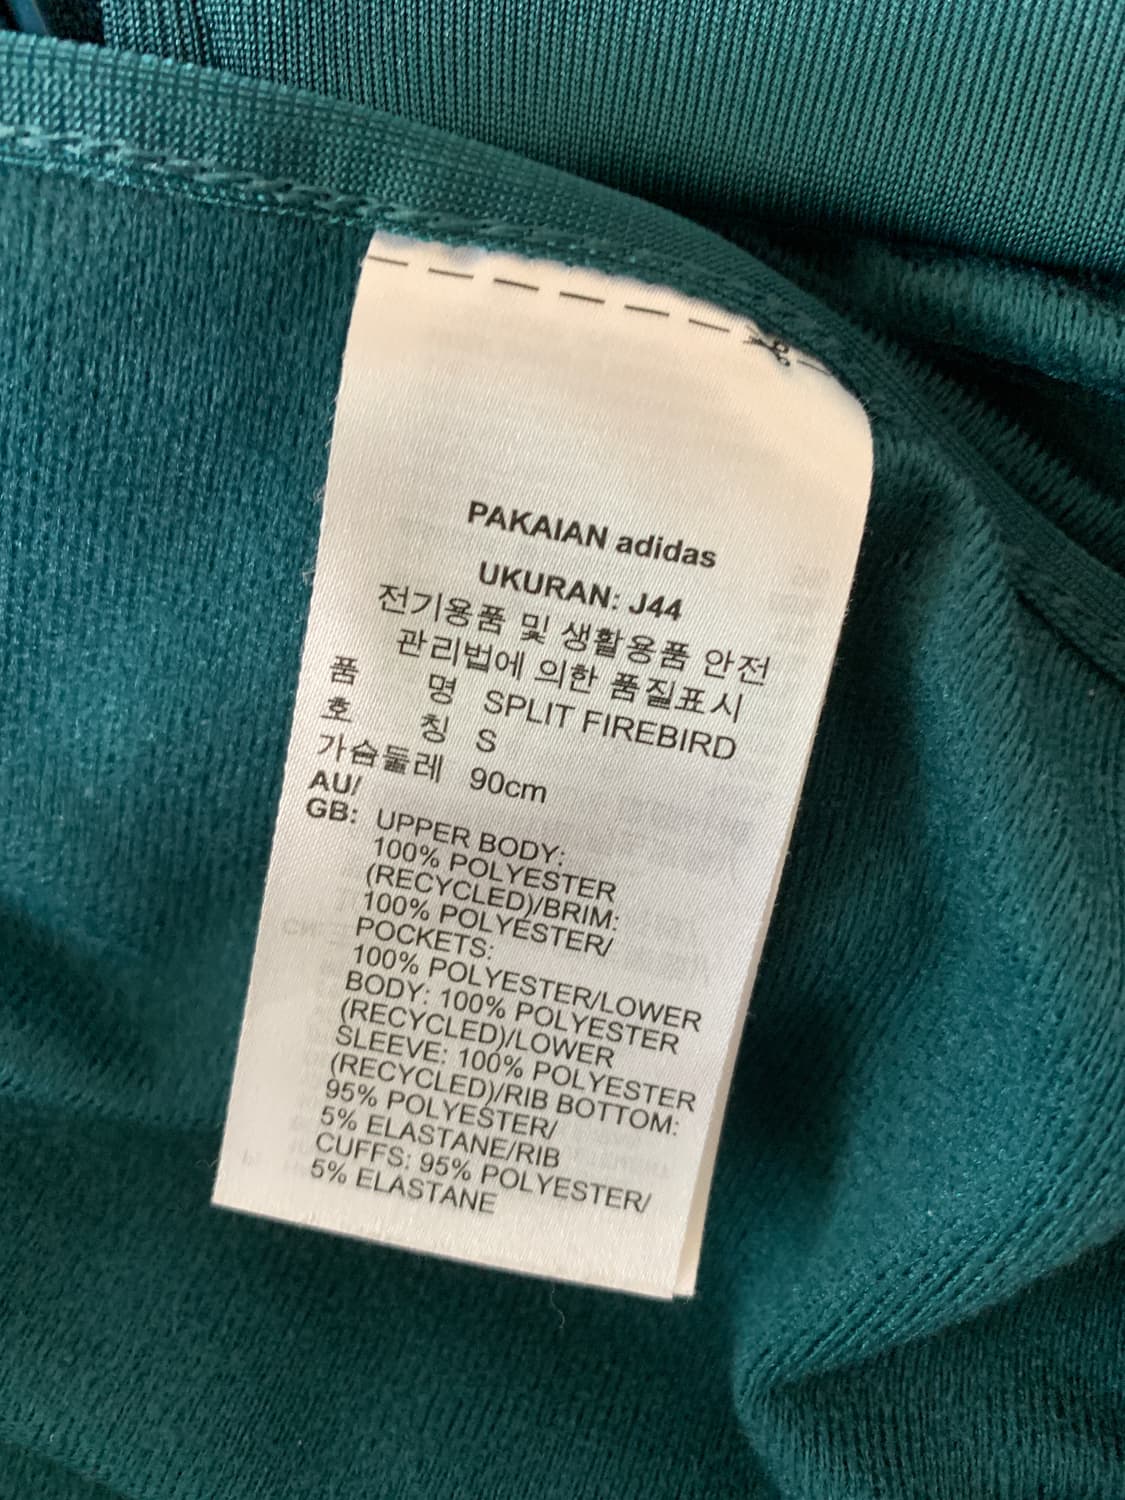 PAKAIAN adidas
UKURAN: J44
전기용품 및 생활용품 안전
관리법에 의한 품질표시
품 명 SPLIT FIREBIRD
호 칭 S
가슴둘레 90cm
AU/
GB: UPPER BODY:
100% POLYESTER
(RECYCLED)/BRIM:
100% POLYESTER/
POCKETS:
100% POLYESTER/LOWER
BODY: 100% POLYESTER
(RECYCLED)/LOWER
SLEEVE: 100% POLYESTER
(RECYCLED)/RIB BOTTOM:
95% POLYESTER/
5% ELASTANE/RIB
CUFFS: 95% POLYESTER/
5% ELASTANE